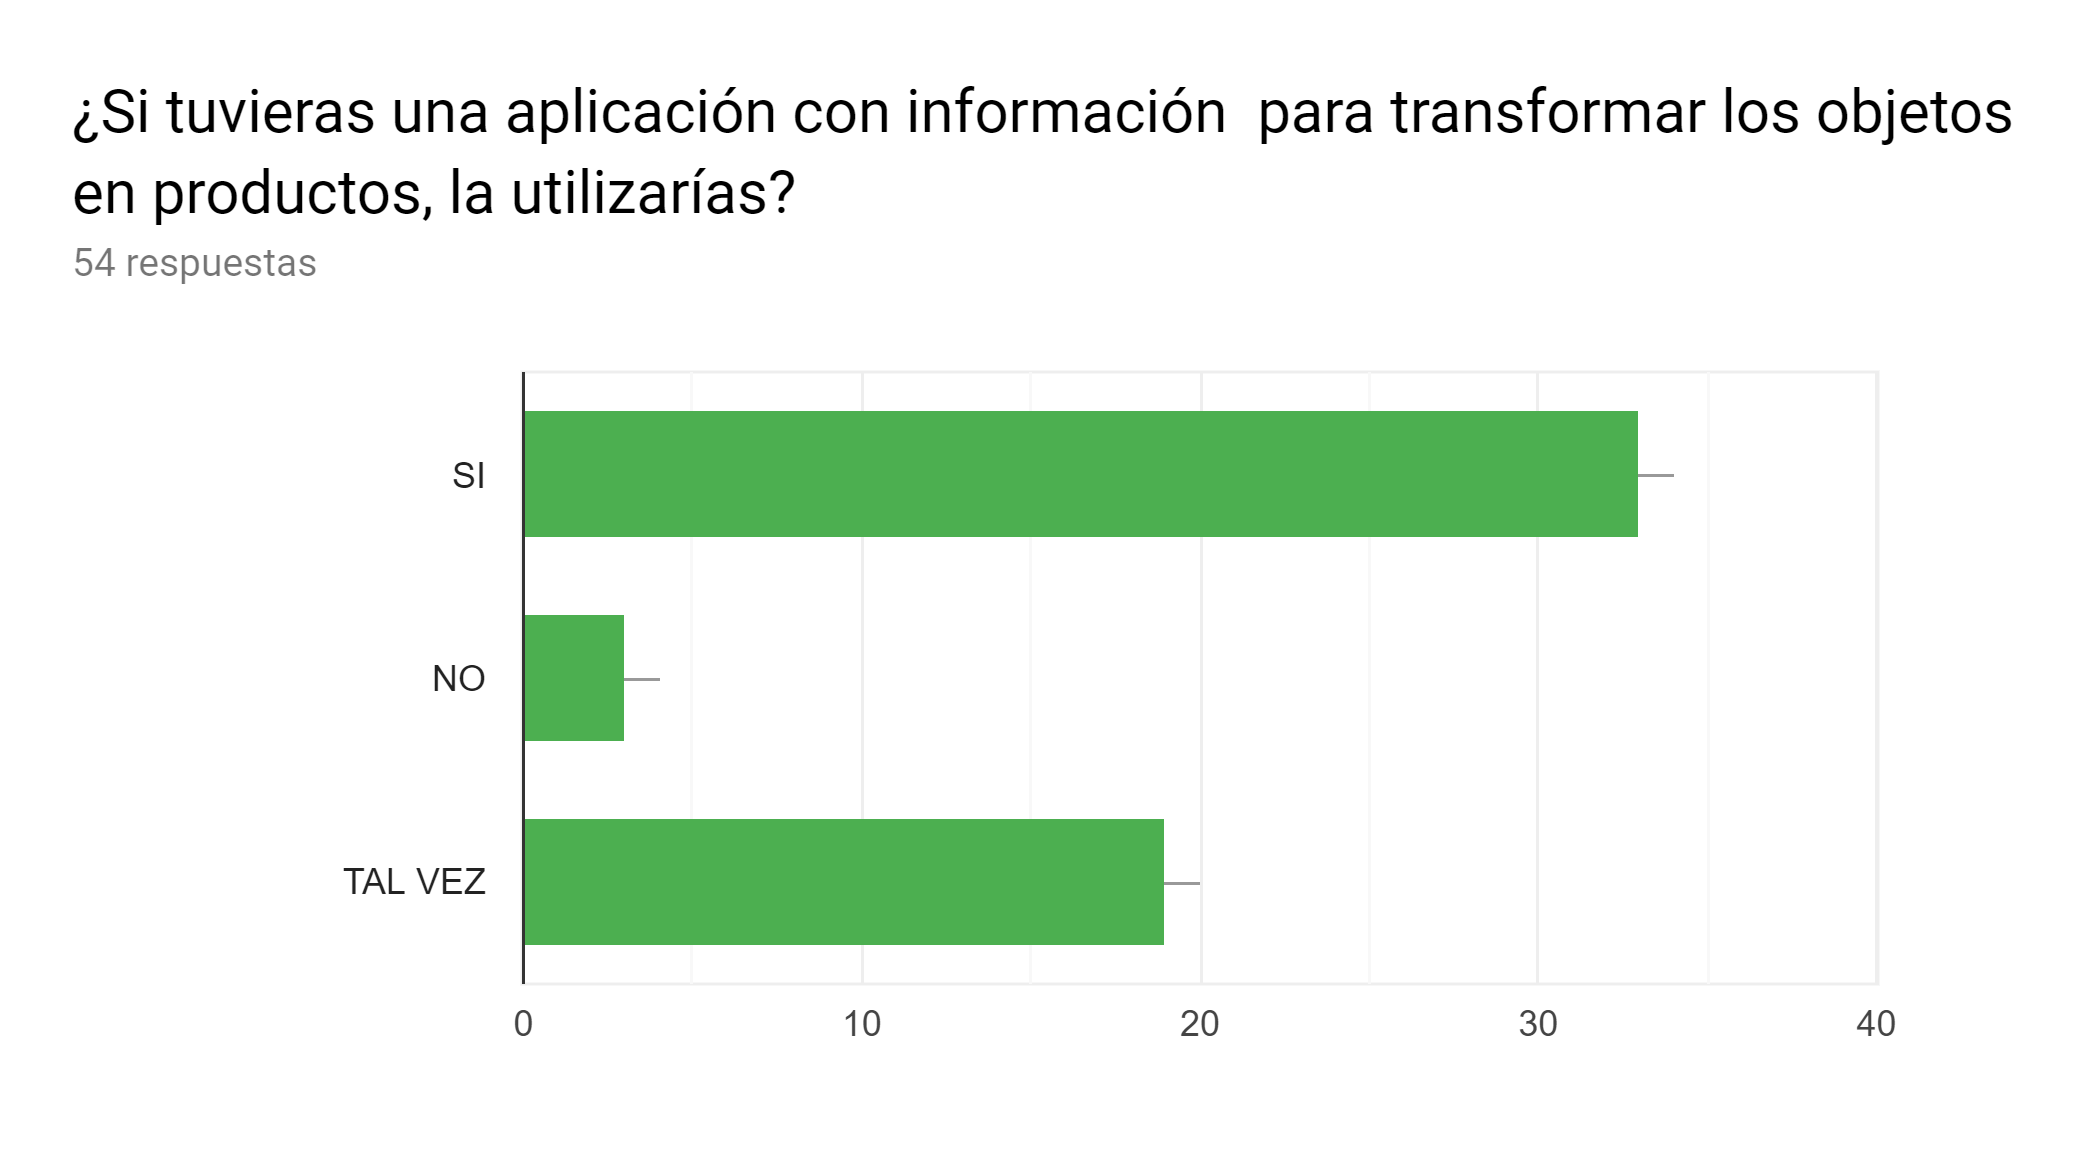 ¿Si tuvieras una aplicación con información  para transformar los objetos
en productos, la utilizarías?
54 respuestas
SI
NO
TAL VEZ
0 10 20 30 40